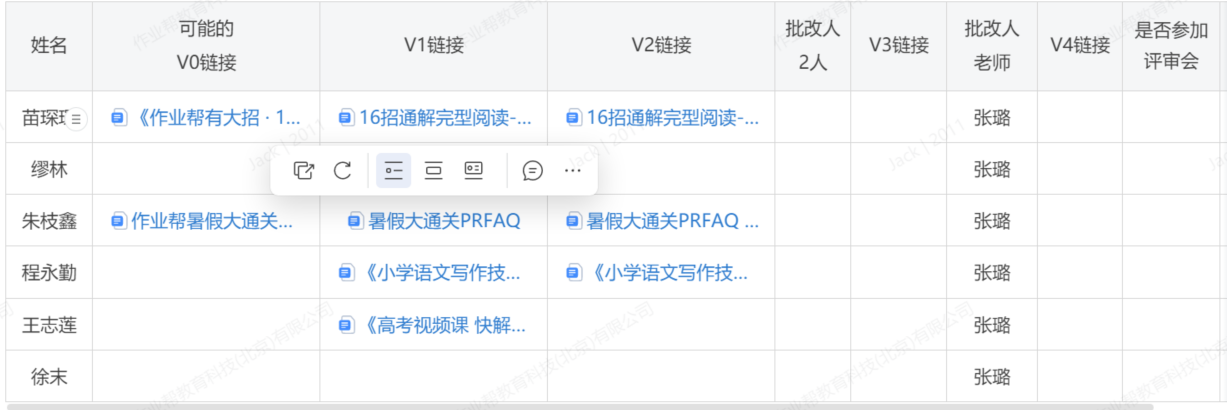 姓名
可能的
V0链接
V1链接
V2链接
批改人
2人
V3链接
批改人
老师
V4链接
是否参加
评审会
苗琛
《作业帮有大招 · 1...
16招通解完型阅读-...
16招通解完型阅读-...
张璐
缪林
张璐
朱枝鑫
作业帮暑假大通关...
暑假大通关PRFAQ
暑假大通关PRFAQ ...
张璐
程永勤
《小学语文写作技...
《小学语文写作技...
张璐
王志莲
《高考视频课 快解...
张璐
徐末
张璐
作业帮教育科技(北京)有限公司
Jack | 2011